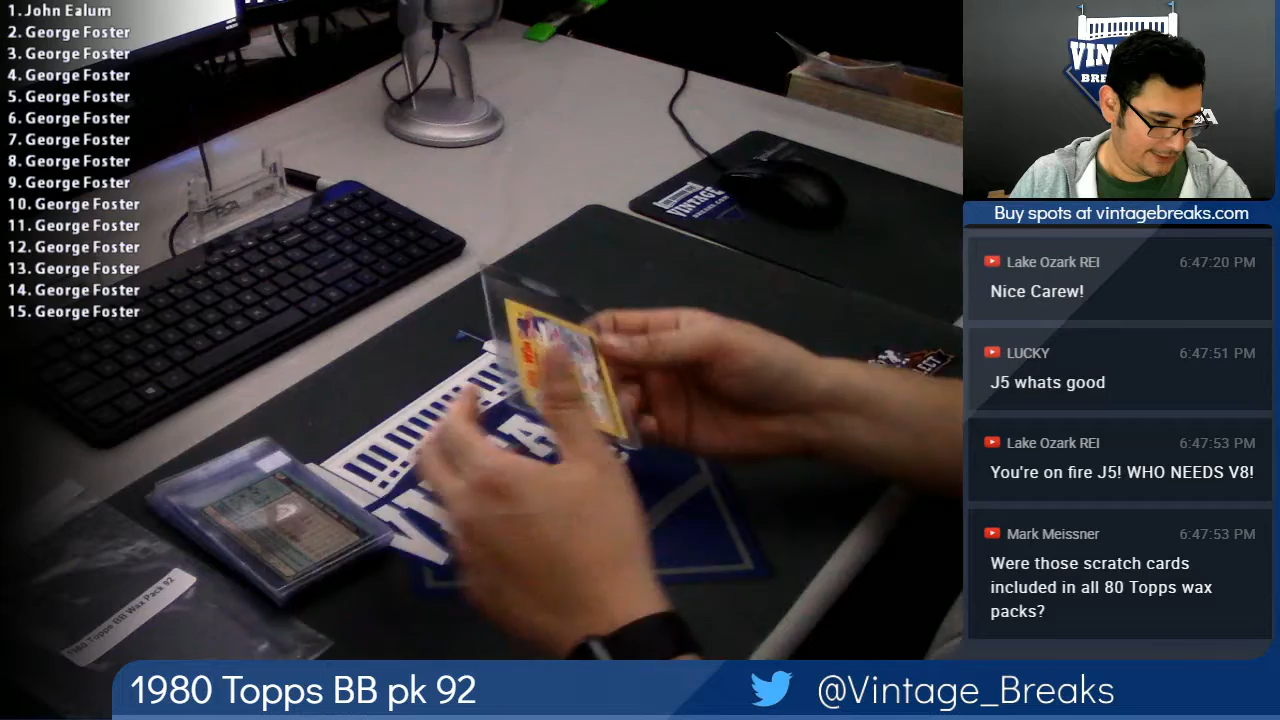 1. John Ealum
2. George Foster
3. George Foster
4. George Foster
5. George Foster
6. George Foster
7. George Foster
8. George Foster
9. George Foster
10. George Foster
11. George Foster
12. George Foster
13. George Foster
14. George Foster
15. George Foster
Buy spots at vintagebreaks.com
Lake Ozark REI 6:47:20 PM
Nice Carew!
LUCKY 6:47:51 PM
J5 whats good
Lake Ozark REI 6:47:53 PM
You're on fire J5! WHO NEEDS V8!
Mark Meissner 6:47:53 PM
Were those scratch cards
included in all 80 Topps wax
packs?
VINTAGE
BREAKS.COM
1980 Topps BB Wax Pack 92
1980 Topps BB pk 92
@Vintage_Breaks